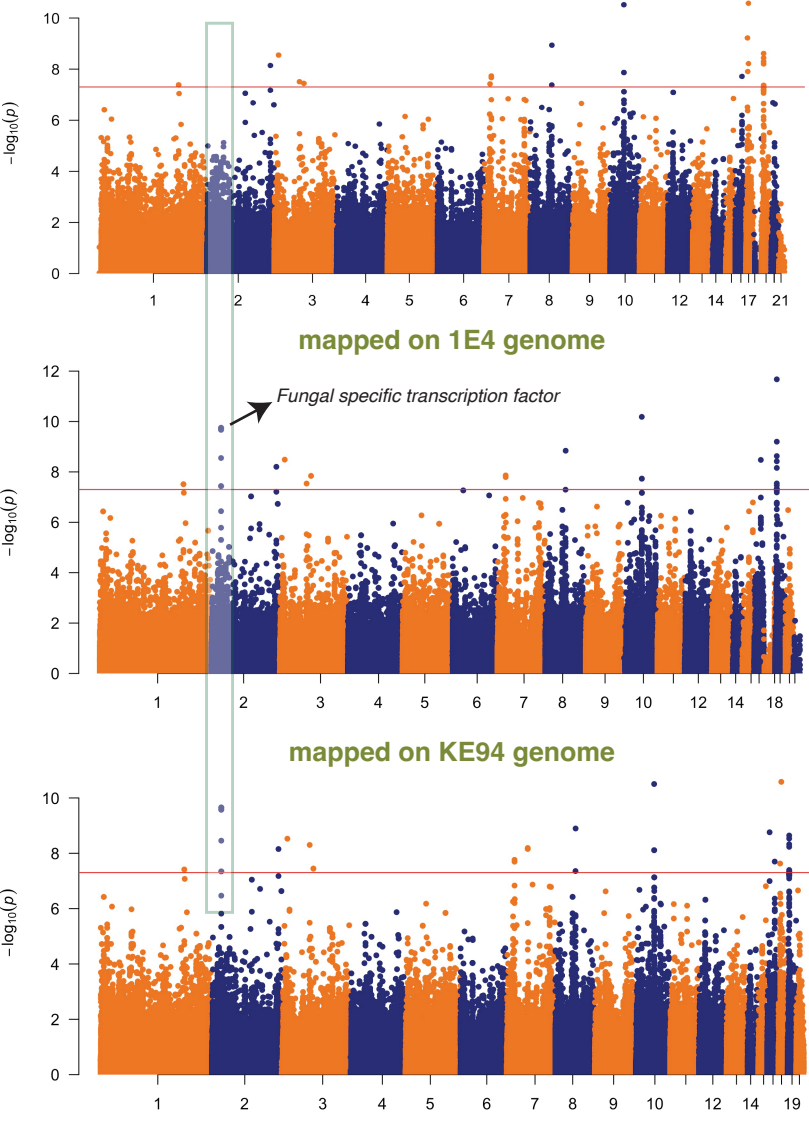 10
8
6
4
2
0
−log10(p)
1 2 3 4 5 6 7 8 9 10 12 14 17 21
mapped on 1E4 genome
12
10
8
6
4
2
0
−log10(p)
Fungal specific transcription factor
1 2 3 4 5 6 7 8 9 10 12 14 18
mapped on KE94 genome
10
8
6
4
2
0
−log10(p)
1 2 3 4 5 6 7 8 9 10 12 14 19